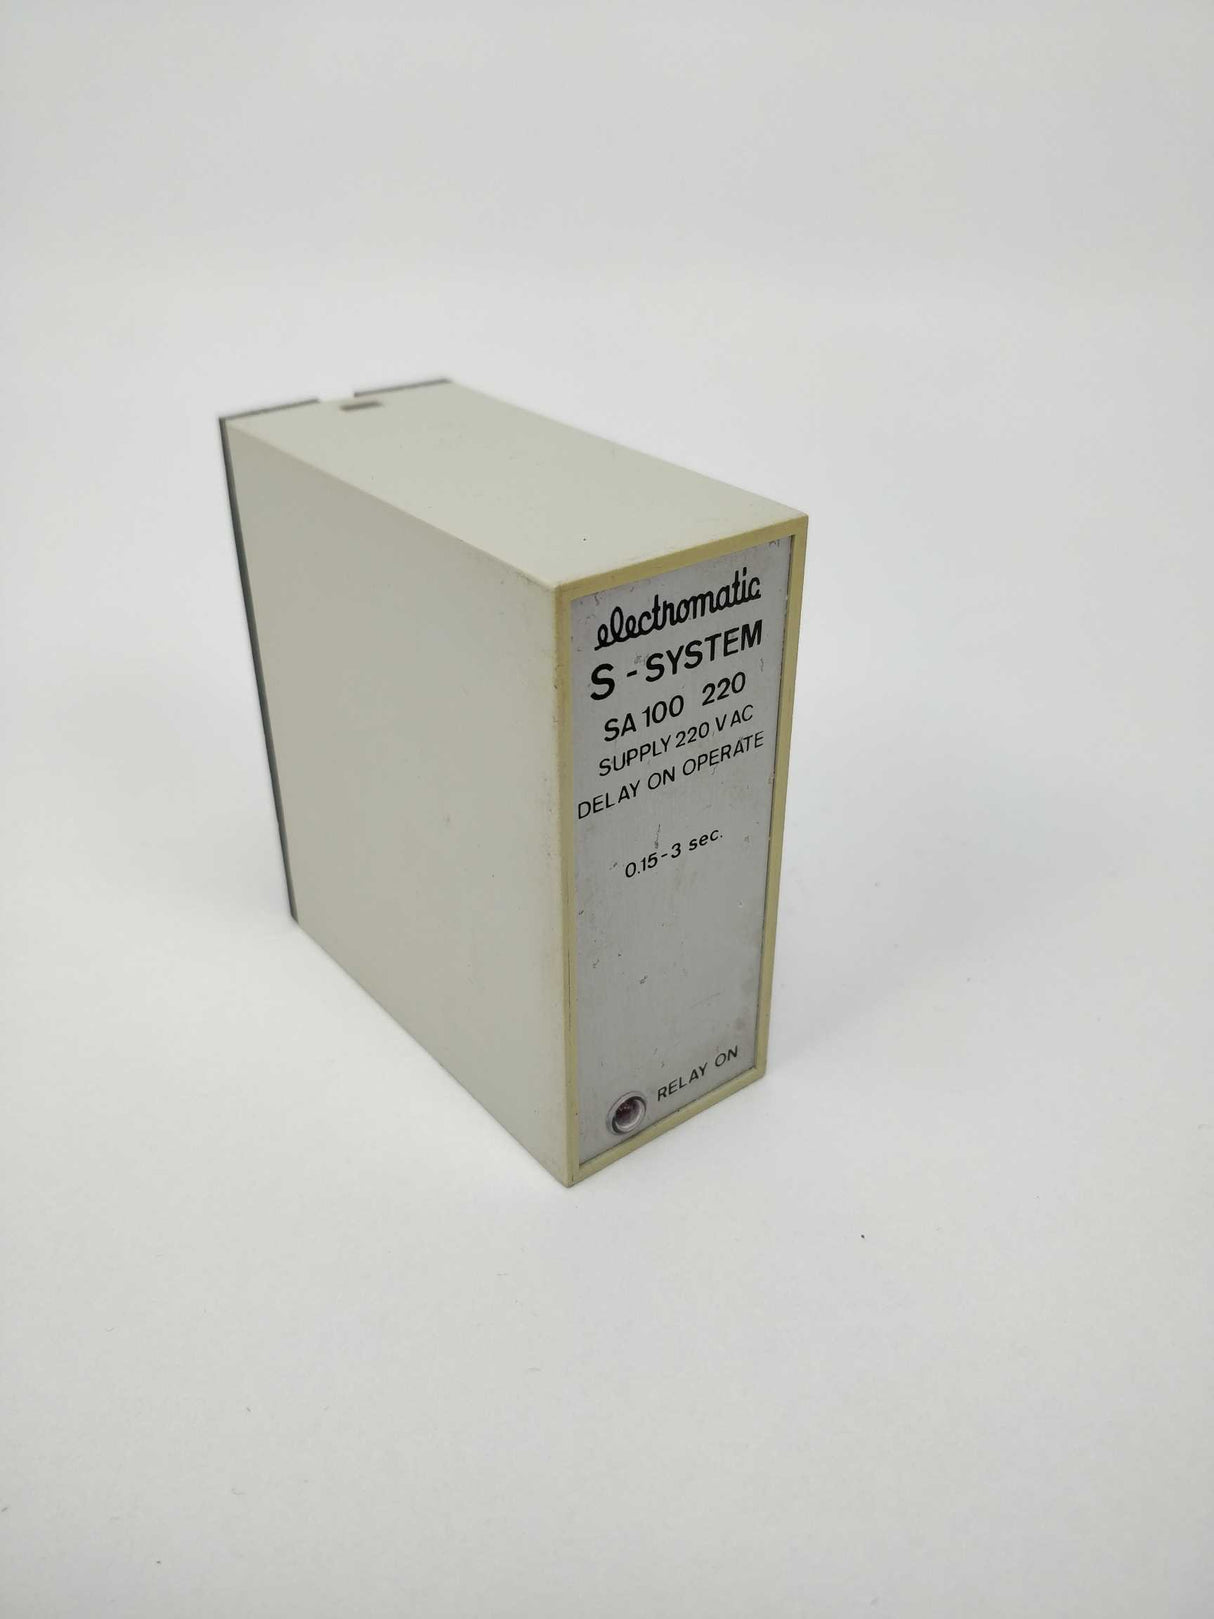 electromatic
S - SYSTEM
SA 100 220
SUPPLY 220 V AC
DELAY ON OPERATE
0.15 - 3 sec.
RELAY ON